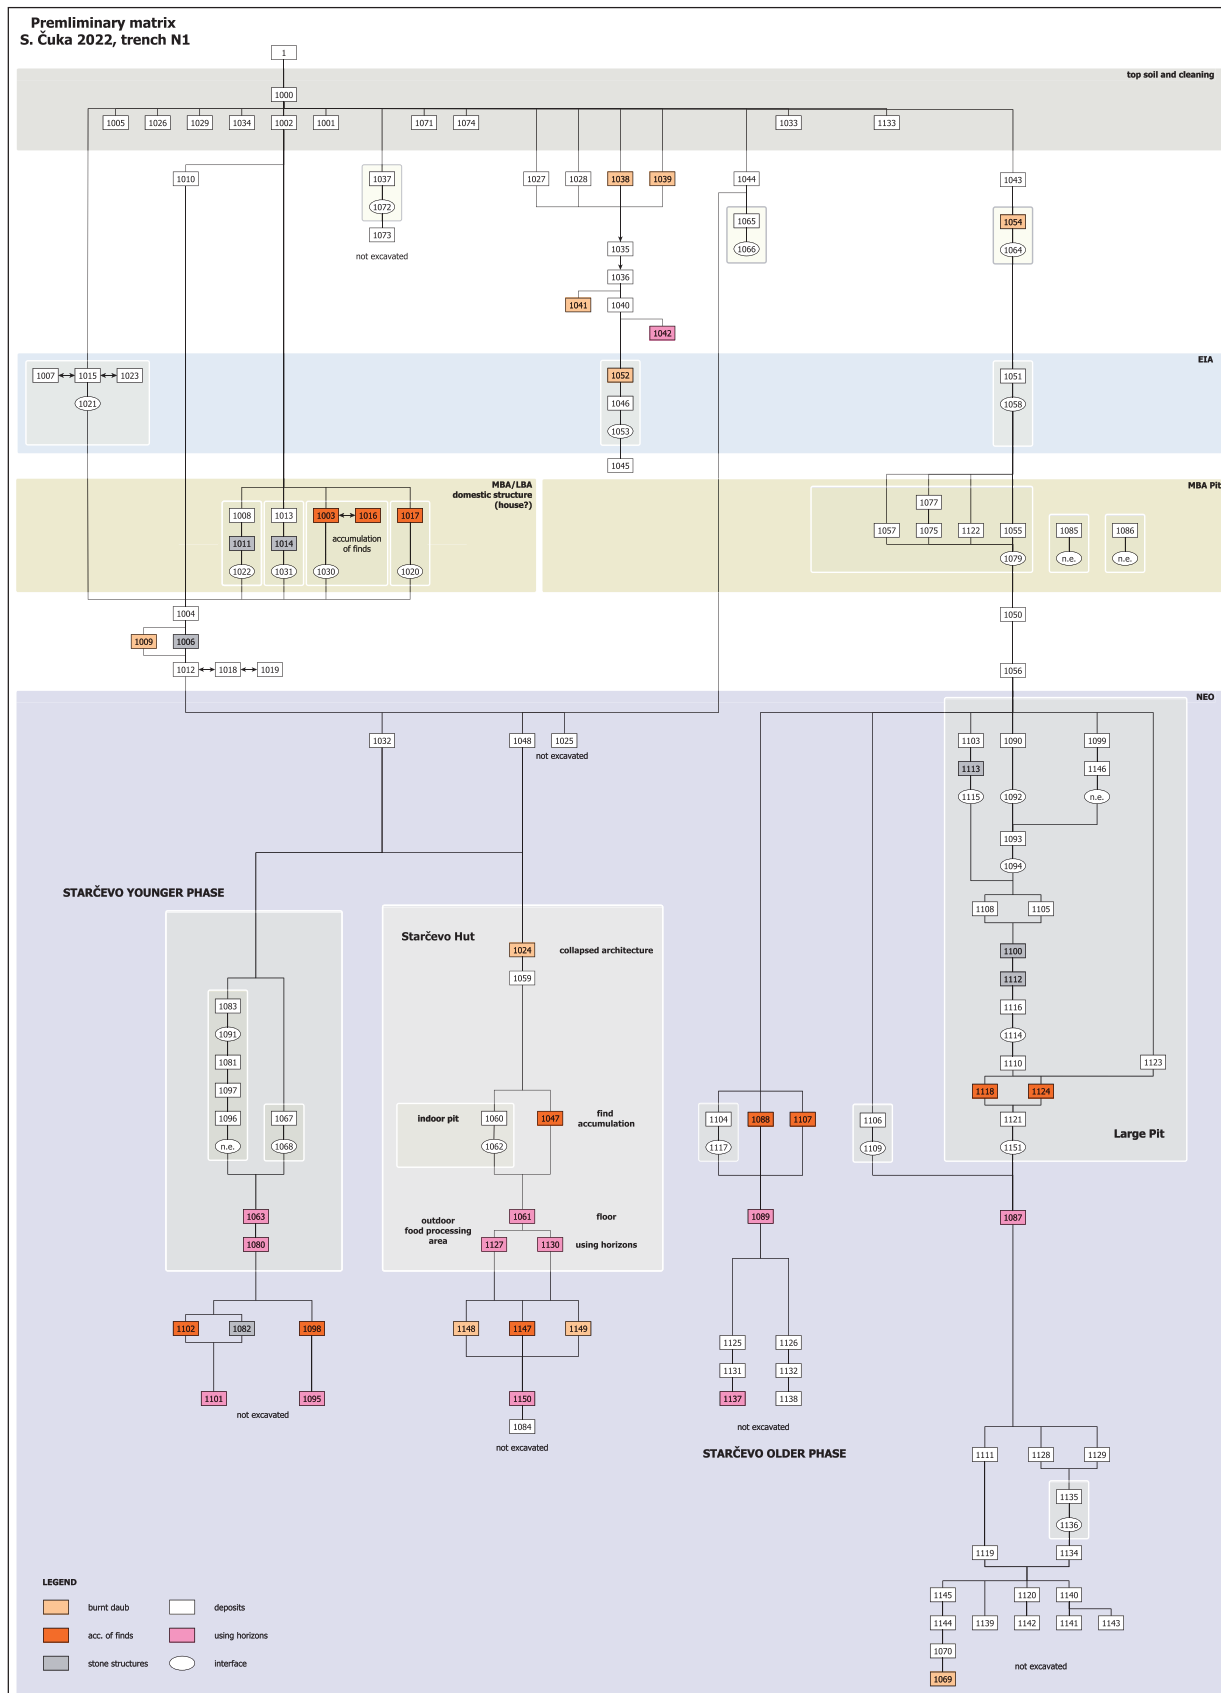 Premliminary matrix
S. Čuka 2022, trench N1
1
top soil and cleaning
1000
1005 1026 1029 1034 1002 1001 1071 1074 1033 1133
1010 1037 1027 1028 1038 1039 1044 1043
1072 1065 1054
1073 1035 1066 1064
not excavated
1036
1041 1040
1042
EIA
1007 1015 1023 1052 1051
1021 1046 1058
1053
1045
MBA/LBA
domestic structure
(house?)
MBA Pit
1077
1008 1013 1003 1016 1017 1057 1075 1122 1055 1085 1086
1011 1014 accumulation
of finds
1022 1031 1030 1020 1079 n.e. n.e.
1004 1050
1009 1006
1012 1018 1019 1056
NEO
1032 1048 1025 1103 1090 1099
not excavated
1113 1146
1115 1092 n.e.
1093
1094
STARČEVO YOUNGER PHASE
1108 1105
Starčevo Hut
1024 collapsed architecture 1100
1059 1112
1083 1116
1091 1114
1081 1110 1123
1097 1118 1124
1096 1067 indoor pit 1060 1047 find
accumulation
1104 1088 1107 1106 1121
Large Pit
n.e. 1068 1062 1117 1109 1151
1063 outdoor
food processing
area
1061 floor 1089 1087
1080 1127 1130 using horizons
1102 1082 1098 1148 1147 1149
1125 1126
1131 1132
1101 1095 1150 1137 1138
not excavated
1084 not excavated
not excavated
STARČEVO OLDER PHASE
1111 1128 1129
1135
1136
1119 1134
LEGEND
1145 1120 1140
burnt daub deposits
1144 1139 1142 1141 1143
acc. of finds using horizons
1070
stone structures interface not excavated
1069